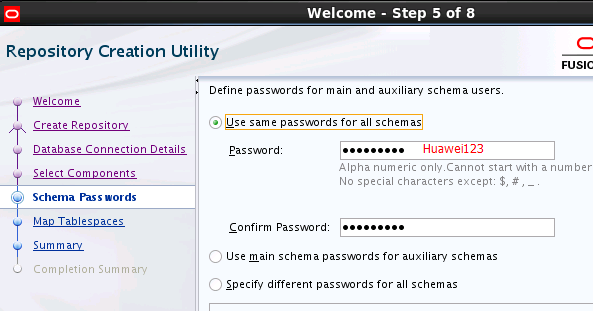 Welcome - Step 5 of 8
Repository Creation Utility
FUSIO
Welcome
Create Repository
Database Connection Details
Select Components
Schema Passwords
Map Tablespaces
Summary
Completion Summary
Define passwords for main and auxiliary schema users.
Use same passwords for all schemas
Password: ●●●●●●●●● Huawei123
Alpha numeric only.Cannot start with a number
No special characters except: $, # , _ .
Confirm Password: ●●●●●●●●●
Use main schema passwords for auxiliary schemas
Specify different passwords for all schemas